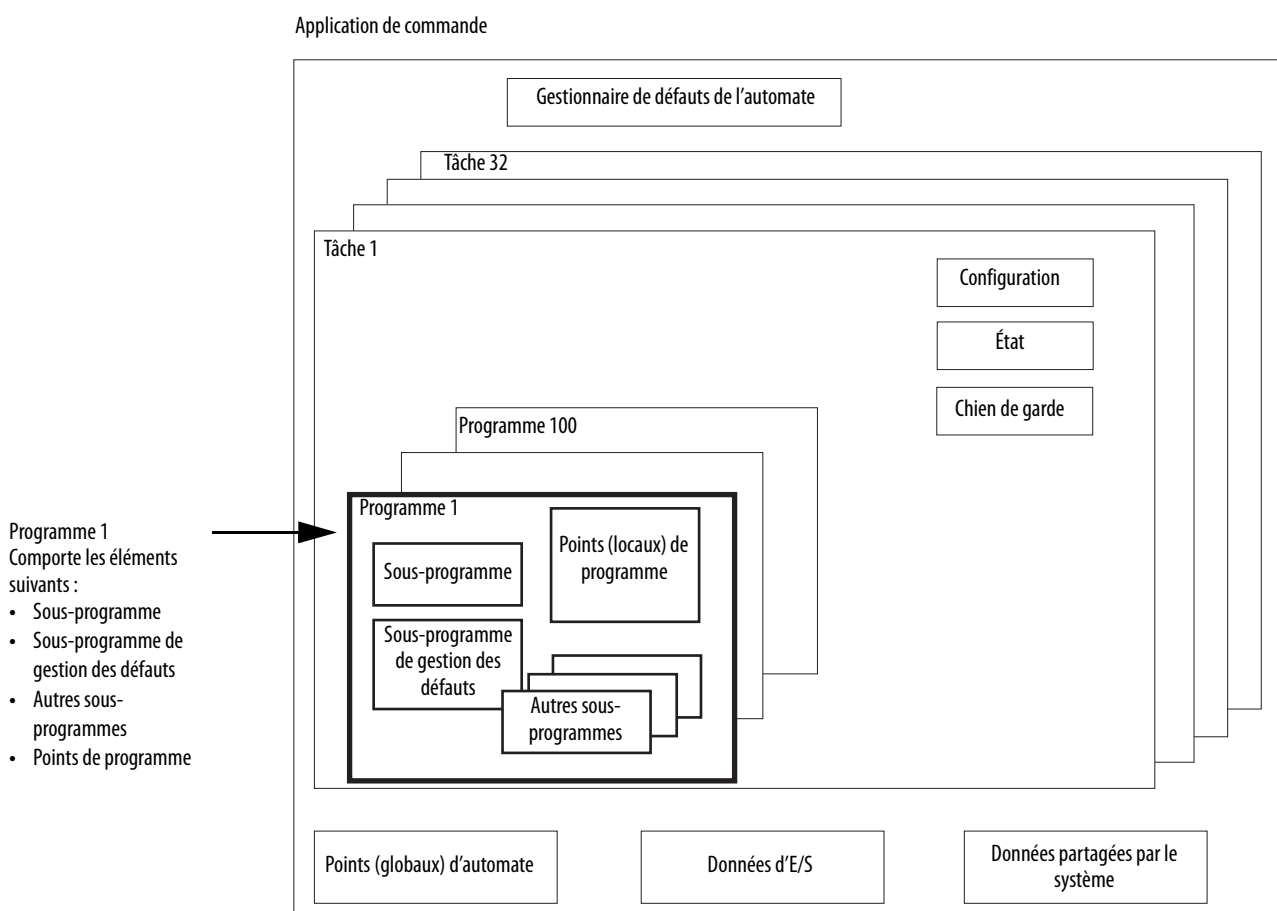 Application de commande
Gestionnaire de défauts de l’automate
Tâche 32
Tâche 1
Configuration
État
Chien de garde
Programme 100
Programme 1
Points (locaux) de
programme
Sous-programme
Sous-programme
de gestion des
défauts
Autres sous-
programmes
Programme 1
Comporte les éléments
suivants :
• Sous-programme
• Sous-programme de
gestion des défauts
• Autres sous-
programmes
• Points de programme
Points (globaux) d’automate
Données d’E/S
Données partagées par le
système